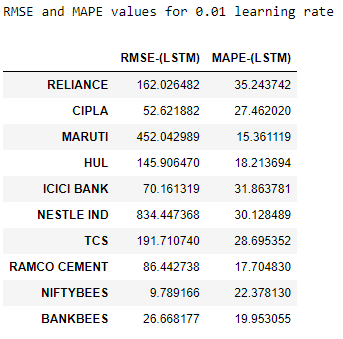 RMSE and MAPE values for 0.01 learning rate
RMSE-(LSTM) MAPE-(LSTM)
RELIANCE 162.026482 35.243742
CIPLA 52.621882 27.462020
MARUTI 452.042989 15.361119
HUL 145.906470 18.213694
ICICI BANK 70.161319 31.863781
NESTLE IND 834.447368 30.128489
TCS 191.710740 28.695352
RAMCO CEMENT 86.442738 17.704830
NIFTYBEES 9.789166 22.378130
BANKBEES 26.668177 19.953055